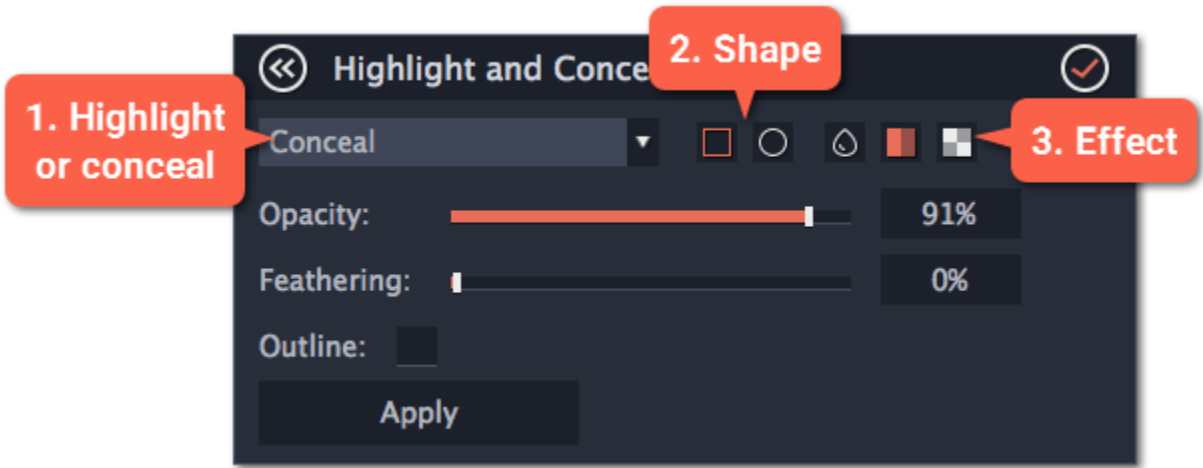 Highlight and Conce
2. Shape
1. Highlight
or conceal
Conceal
3. Effect
Opacity:
91%
Feathering:
0%
Outline:
Apply